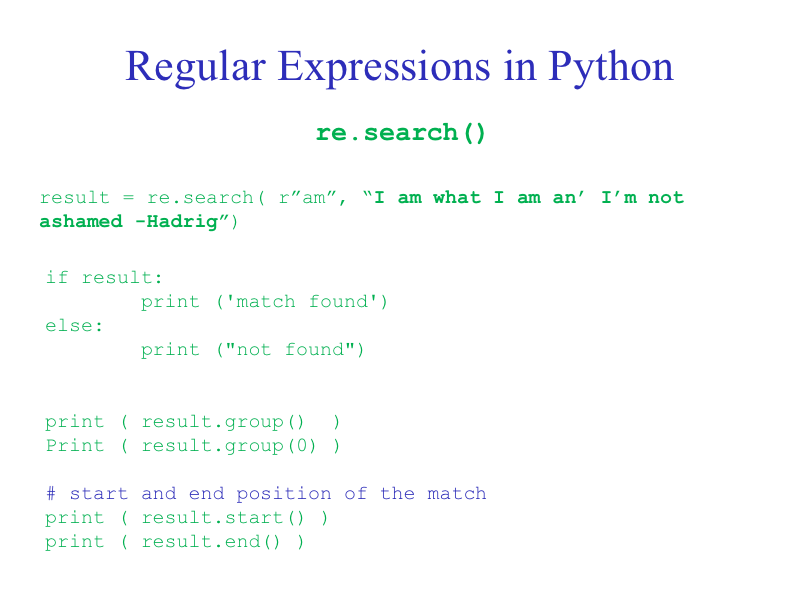 Regular Expressions in Python
re.search()
result = re.search( r”am”, “I am what I am an’ I’m not
ashamed -Hadrig”)
if result:
        print ('match found')
else:
        print ("not found")
print ( result.group()  )
Print ( result.group(0) )
# start and end position of the match
print ( result.start() )
print ( result.end() )